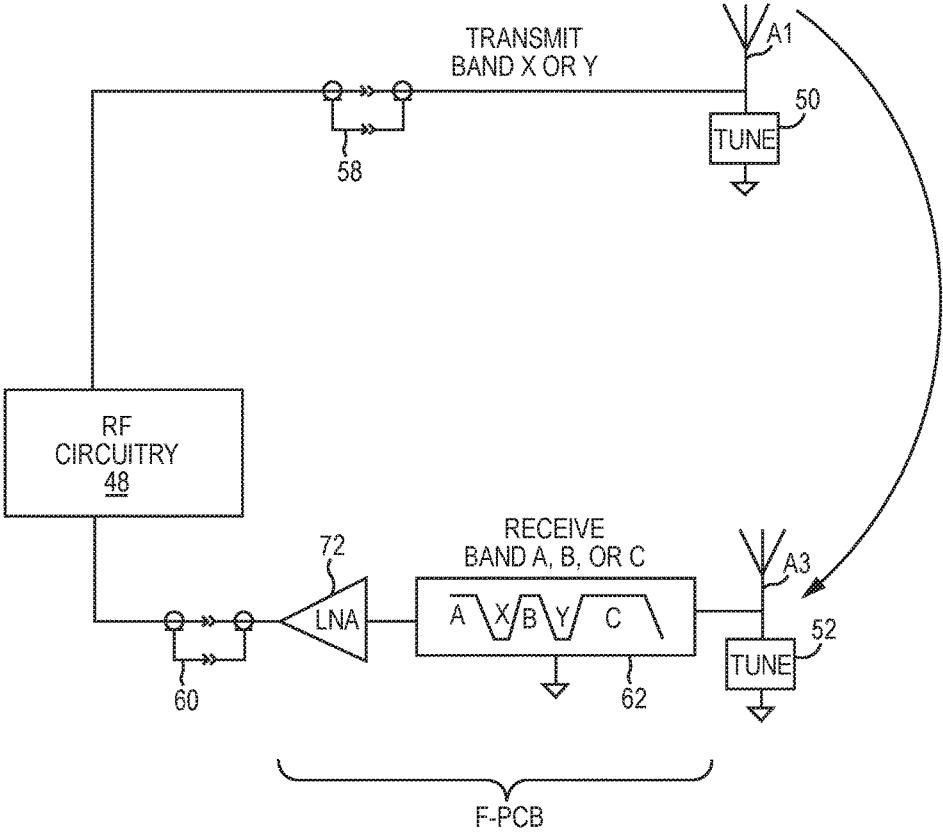 TRANSMIT
BAND X OR Y
A1
50
TUNE
58
RF
CIRCUITRY
48
RECEIVE
BAND A, B, OR C
72
A3
LNA
A X B Y C
52
TUNE
60
62
F-PCB